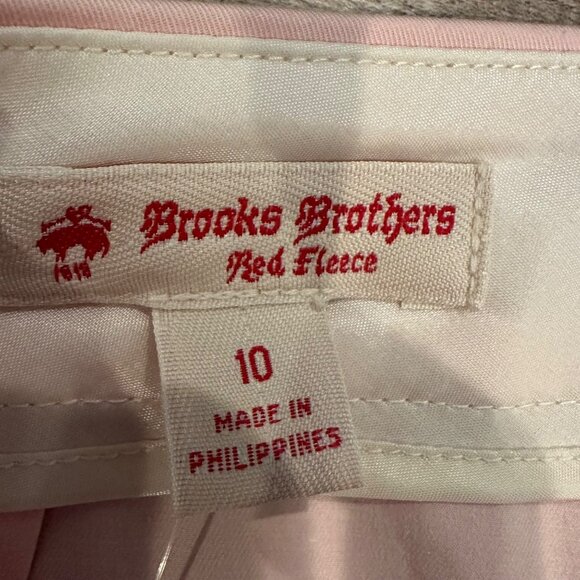 Brooks Brothers
Red Fleece
1818
10
MADE IN
PHILIPPINES